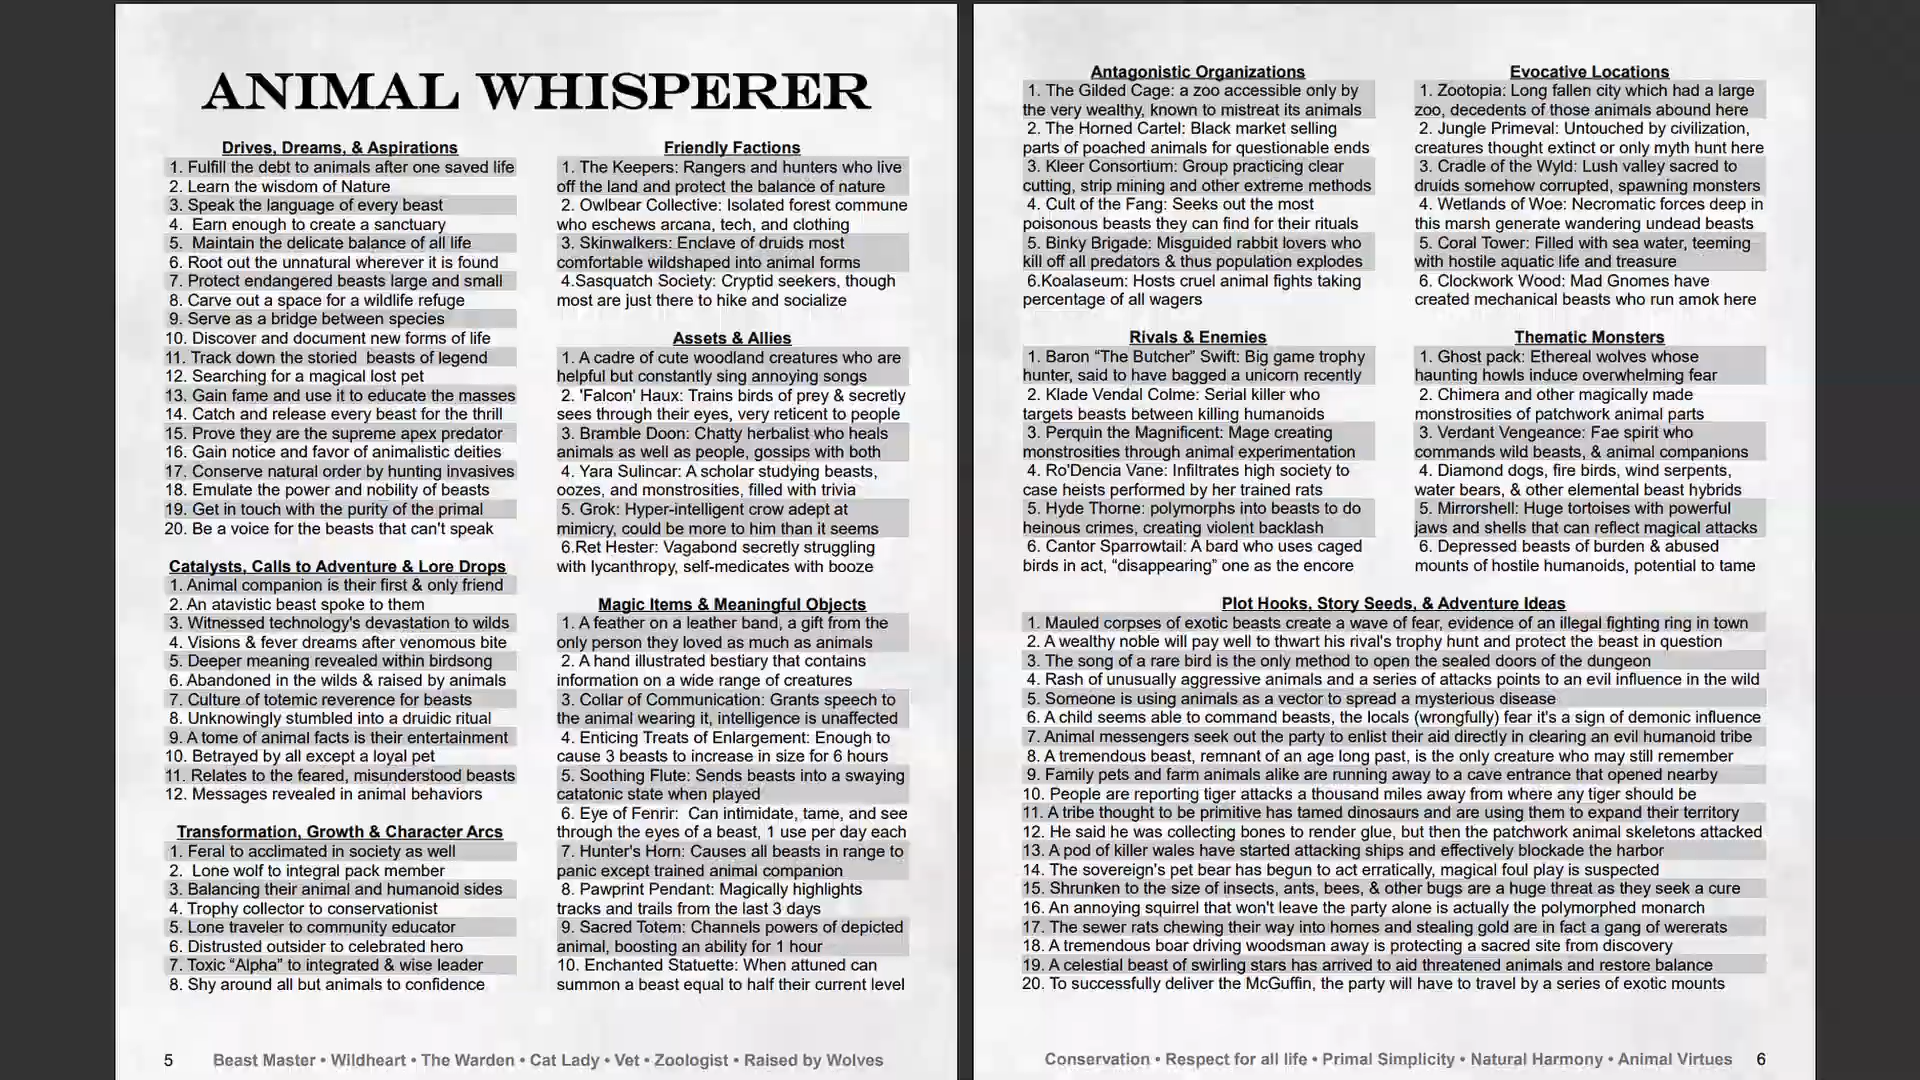 ANIMAL WHISPERER
Drives, Dreams, & Aspirations
1. Fulfill the debt to animals after one saved life
2. Learn the wisdom of Nature
3. Speak the language of every beast
4. Earn enough to create a sanctuary
5. Maintain the delicate balance of all life
6. Root out the unnatural wherever it is found
7. Protect endangered beasts large and small
8. Carve out a space for a wildlife refuge
9. Serve as a bridge between species
10. Discover and document new forms of life
11. Track down the storied beasts of legend
12. Searching for a magical lost pet
13. Gain fame and use it to educate the masses
14. Catch and release every beast for the thrill
15. Prove they are the supreme apex predator
16. Gain notice and favor of animalistic deities
17. Conserve natural order by hunting invasives
18. Emulate the power and nobility of beasts
19. Get in touch with the purity of the primal
20. Be a voice for the beasts that can't speak
Catalysts, Calls to Adventure & Lore Drops
1. Animal companion is their first & only friend
2. An atavistic beast spoke to them
3. Witnessed technology's devastation to wilds
4. Visions & fever dreams after venomous bite
5. Deeper meaning revealed within birdsong
6. Abandoned in the wilds & raised by animals
7. Culture of totemic reverence for beasts
8. Unknowingly stumbled into a druidic ritual
9. A tome of animal facts is their entertainment
10. Betrayed by all except a loyal pet
11. Relates to the feared, misunderstood beasts
12. Messages revealed in animal behaviors
Transformation, Growth & Character Arcs
1. Feral to acclimated in society as well
2. Lone wolf to integral pack member
3. Balancing their animal and humanoid sides
4. Trophy collector to conservationist
5. Lone traveler to community educator
6. Distrusted outsider to celebrated hero
7. Toxic “Alpha” to integrated & wise leader
8. Shy around all but animals to confidence
Friendly Factions
1. The Keepers: Rangers and hunters who live
off the land and protect the balance of nature
2. Owlbear Collective: Isolated forest commune
who eschews arcana, tech, and clothing
3. Skinwalkers: Enclave of druids most
comfortable wildshaped into animal forms
4.Sasquatch Society: Cryptid seekers, though
most are just there to hike and socialize
Assets & Allies
1. A cadre of cute woodland creatures who are
helpful but constantly sing annoying songs
2. 'Falcon' Haux: Trains birds of prey & secretly
sees through their eyes, very reticent to people
3. Bramble Doon: Chatty herbalist who heals
animals as well as people, gossips with both
4. Yara Sulincar: A scholar studying beasts,
oozes, and monstrosities, filled with trivia
5. Grok: Hyper-intelligent crow adept at
mimicry, could be more to him than it seems
6.Ret Hester: Vagabond secretly struggling
with lycanthropy, self-medicates with booze
Magic Items & Meaningful Objects
1. A feather on a leather band, a gift from the
only person they loved as much as animals
2. A hand illustrated bestiary that contains
information on a wide range of creatures
3. Collar of Communication: Grants speech to
the animal wearing it, intelligence is unaffected
4. Enticing Treats of Enlargement: Enough to
cause 3 beasts to increase in size for 6 hours
5. Soothing Flute: Sends beasts into a swaying
catatonic state when played
6. Eye of Fenrir: Can intimidate, tame, and see
through the eyes of a beast, 1 use per day each
7. Hunter's Horn: Causes all beasts in range to
panic except trained animal companion
8. Pawprint Pendant: Magically highlights
tracks and trails from the last 3 days
9. Sacred Totem: Channels powers of depicted
animal, boosting an ability for 1 hour
10. Enchanted Statuette: When attuned can
summon a beast equal to half their current level
5 Beast Master • Wildheart • The Warden • Cat Lady • Vet • Zoologist • Raised by Wolves
Antagonistic Organizations
1. The Gilded Cage: a zoo accessible only by
the very wealthy, known to mistreat its animals
2. The Horned Cartel: Black market selling
parts of poached animals for questionable ends
3. Kleer Consortium: Group practicing clear
cutting, strip mining and other extreme methods
4. Cult of the Fang: Seeks out the most
poisonous beasts they can find for their rituals
5. Binky Brigade: Misguided rabbit lovers who
kill off all predators & thus population explodes
6.Koalaseum: Hosts cruel animal fights taking
percentage of all wagers
Evocative Locations
1. Zootopia: Long fallen city which had a large
zoo, decedents of those animals abound here
2. Jungle Primeval: Untouched by civilization,
creatures thought extinct or only myth hunt here
3. Cradle of the Wyld: Lush valley sacred to
druids somehow corrupted, spawning monsters
4. Wetlands of Woe: Necromatic forces deep in
this marsh generate wandering undead beasts
5. Coral Tower: Filled with sea water, teeming
with hostile aquatic life and treasure
6. Clockwork Wood: Mad Gnomes have
created mechanical beasts who run amok here
Rivals & Enemies
1. Baron “The Butcher” Swift: Big game trophy
hunter, said to have bagged a unicorn recently
2. Klade Vendal Colme: Serial killer who
targets beasts between killing humanoids
3. Perquin the Magnificent: Mage creating
monstrosities through animal experimentation
4. Ro'Dencia Vane: Infiltrates high society to
case heists performed by her trained rats
5. Hyde Thorne: polymorphs into beasts to do
heinous crimes, creating violent backlash
6. Cantor Sparrowtail: A bard who uses caged
birds in act, “disappearing” one as the encore
Thematic Monsters
1. Ghost pack: Ethereal wolves whose
haunting howls induce overwhelming fear
2. Chimera and other magically made
monstrosities of patchwork animal parts
3. Verdant Vengeance: Fae spirit who
commands wild beasts, & animal companions
4. Diamond dogs, fire birds, wind serpents,
water bears, & other elemental beast hybrids
5. Mirrorshell: Huge tortoises with powerful
jaws and shells that can reflect magical attacks
6. Depressed beasts of burden & abused
mounts of hostile humanoids, potential to tame
Plot Hooks, Story Seeds, & Adventure Ideas
1. Mauled corpses of exotic beasts create a wave of fear, evidence of an illegal fighting ring in town
2. A wealthy noble will pay well to thwart his rival's trophy hunt and protect the beast in question
3. The song of a rare bird is the only method to open the sealed doors of the dungeon
4. Rash of unusually aggressive animals and a series of attacks points to an evil influence in the wild
5. Someone is using animals as a vector to spread a mysterious disease
6. A child seems able to command beasts, the locals (wrongfully) fear it's a sign of demonic influence
7. Animal messengers seek out the party to enlist their aid directly in clearing an evil humanoid tribe
8. A tremendous beast, remnant of an age long past, is the only creature who may still remember
9. Family pets and farm animals alike are running away to a cave entrance that opened nearby
10. People are reporting tiger attacks a thousand miles away from where any tiger should be
11. A tribe thought to be primitive has tamed dinosaurs and are using them to expand their territory
12. He said he was collecting bones to render glue, but then the patchwork animal skeletons attacked
13. A pod of killer wales have started attacking ships and effectively blockade the harbor
14. The sovereign's pet bear has begun to act erratically, magical foul play is suspected
15. Shrunken to the size of insects, ants, bees, & other bugs are a huge threat as they seek a cure
16. An annoying squirrel that won't leave the party alone is actually the polymorphed monarch
17. The sewer rats chewing their way into homes and stealing gold are in fact a gang of wererats
18. A tremendous boar driving woodsman away is protecting a sacred site from discovery
19. A celestial beast of swirling stars has arrived to aid threatened animals and restore balance
20. To successfully deliver the McGuffin, the party will have to travel by a series of exotic mounts
Conservation • Respect for all life • Primal Simplicity • Natural Harmony • Animal Virtues 6